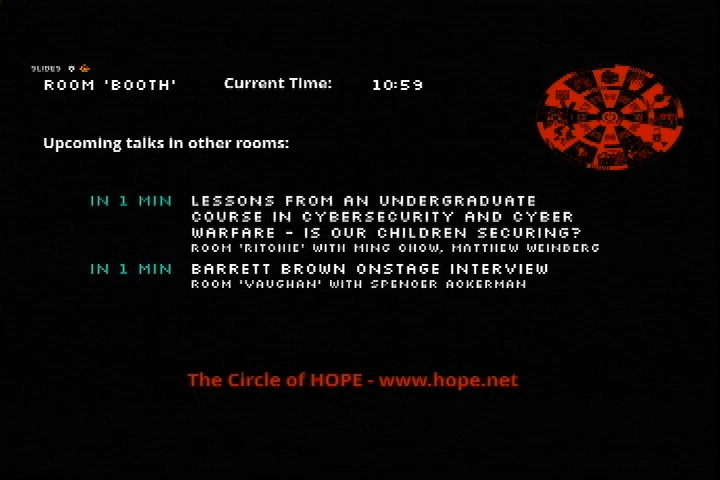 SLIDES
ROOM 'BOOTH' Current Time: 10:59
Upcoming talks in other rooms:
IN 1 MIN LESSONS FROM AN UNDERGRADUATE
COURSE IN CYBERSECURITY AND CYBER
WARFARE - IS OUR CHILDREN SECURING?
ROOM 'RITCHIE' WITH MING CHOW, MATTHEW WEINBERG
IN 1 MIN BARRETT BROWN ONSTAGE INTERVIEW
ROOM 'VAUGHAN' WITH SPENCER ACKERMAN
The Circle of HOPE - www.hope.net